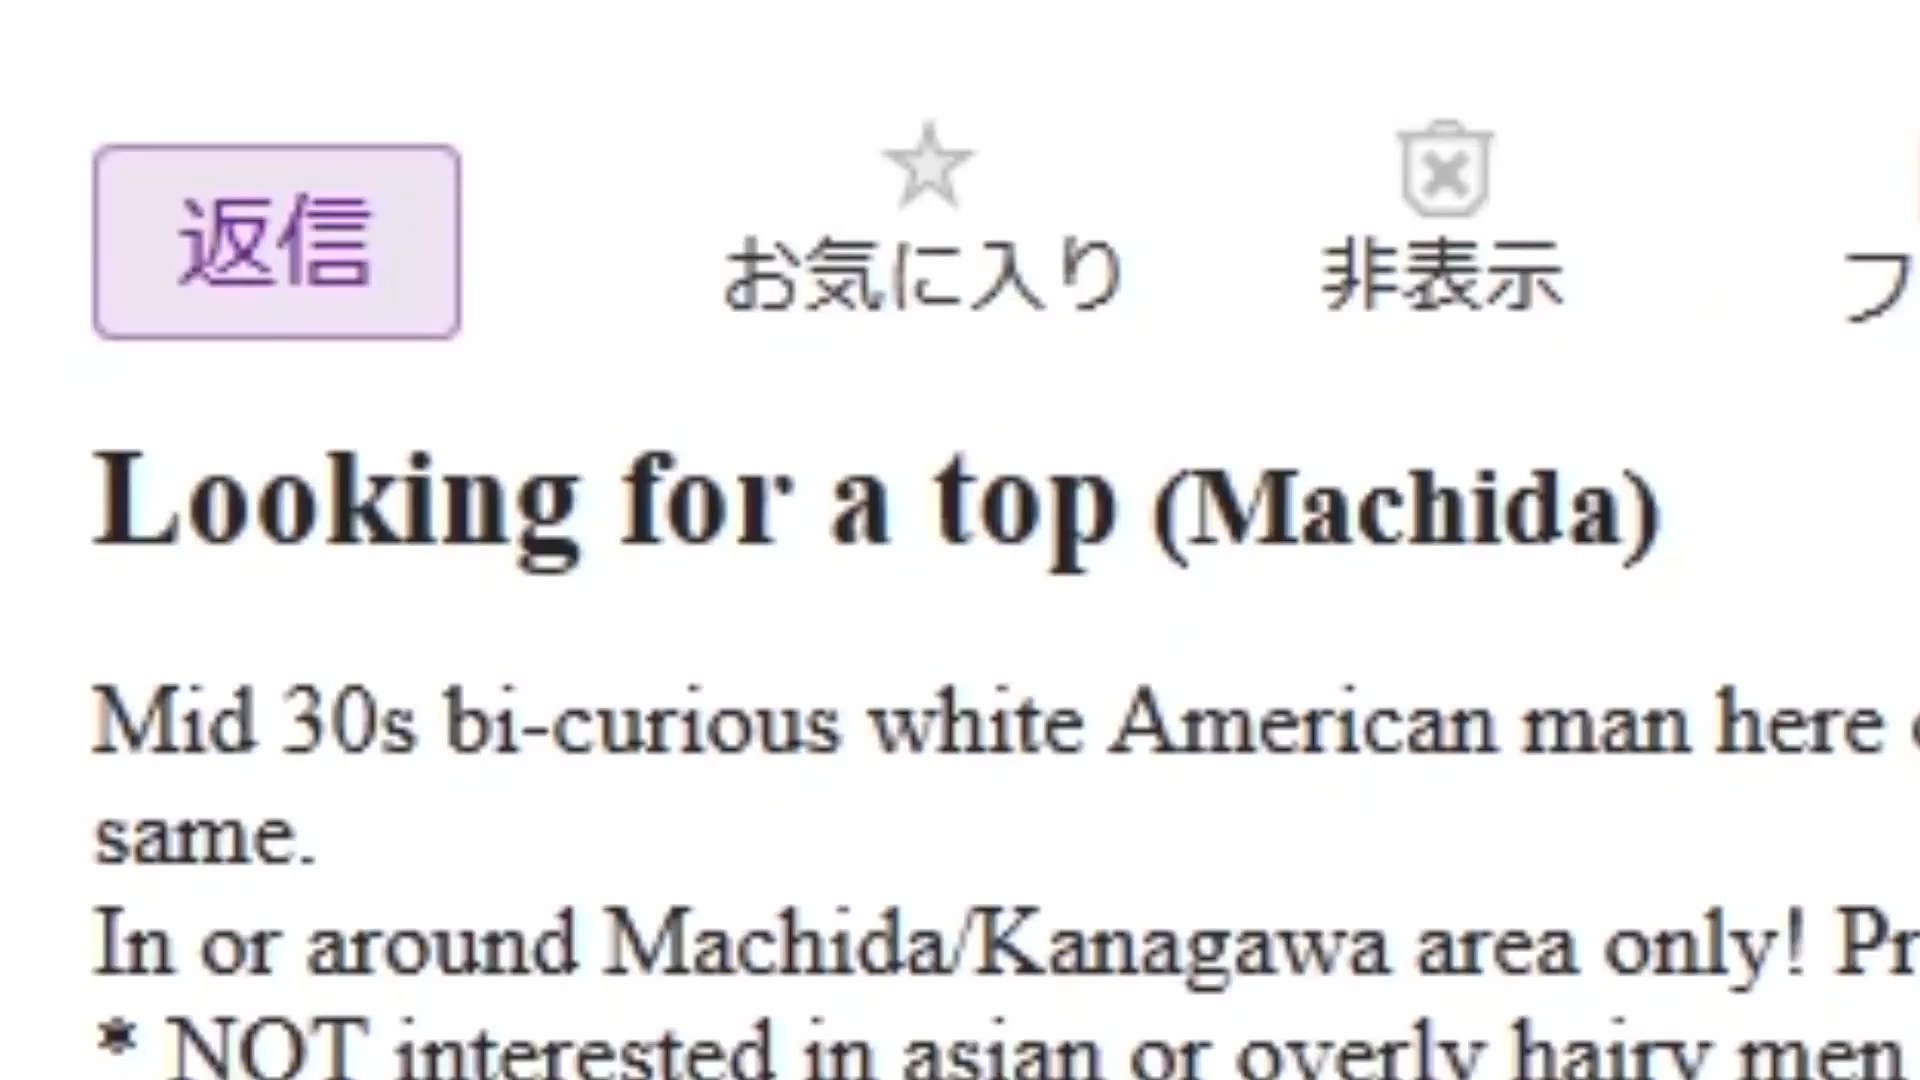 返信
お気に入り
非表示
フ
Looking for a top (Machida)
Mid 30s bi-curious white American man here
same.
In or around Machida/Kanagawa area only! Pr
* NOT interested in asian or overly hairy men